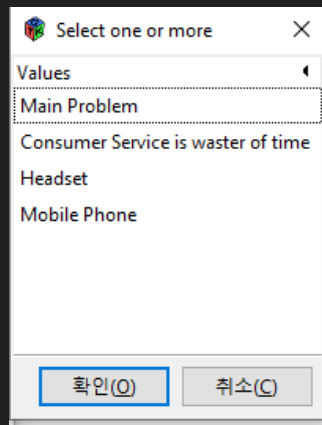 Select one or more
Values
Main Problem
Consumer Service is waster of time
Headset
Mobile Phone
확인(O) 취소(C)